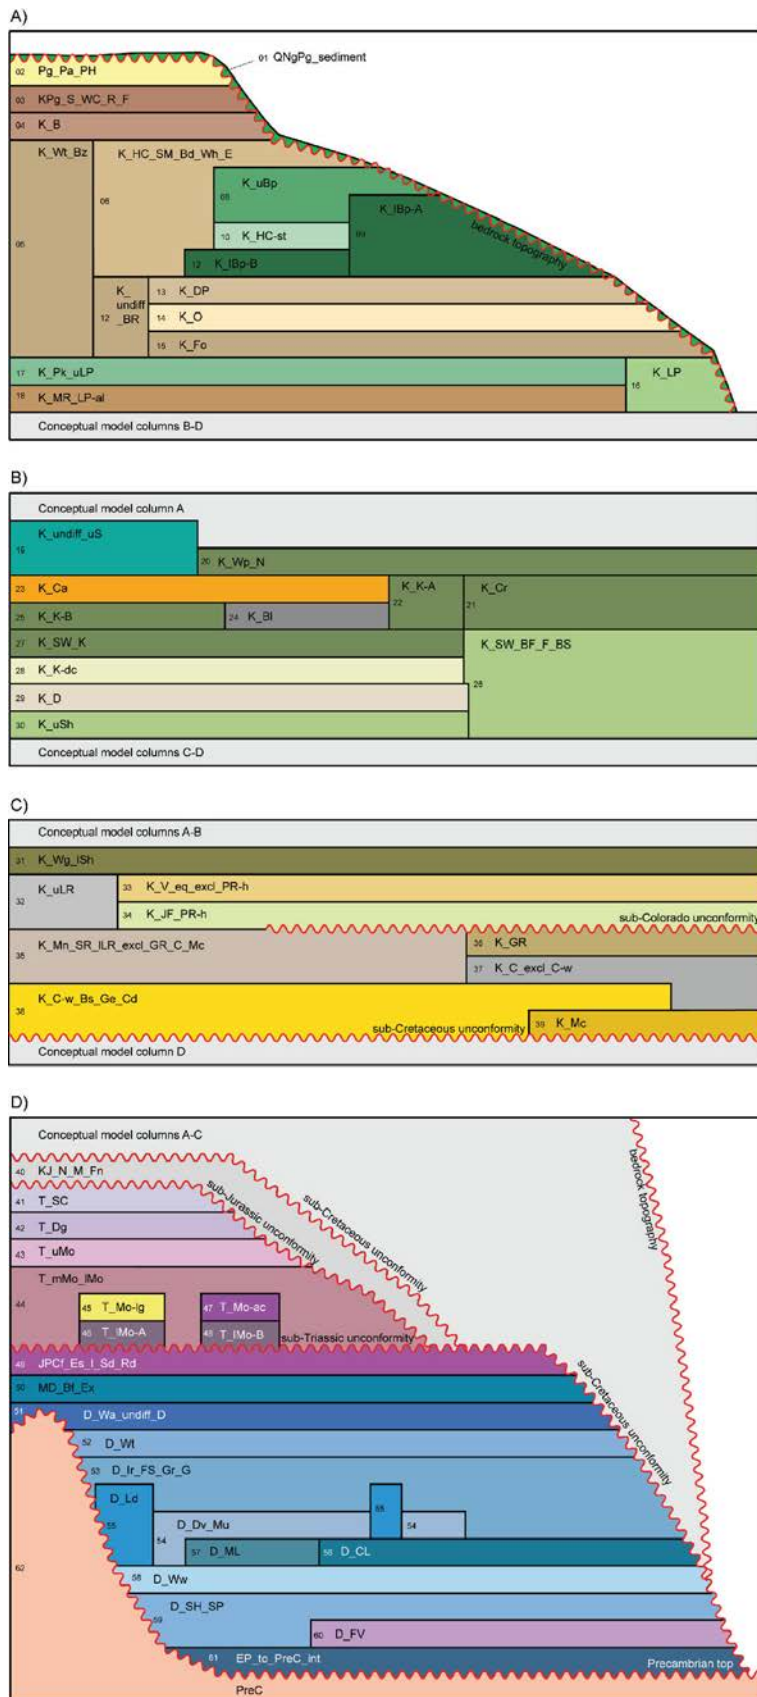 A)
01 QNgPg_sediment
02 Pg_Pa_PH
03 KPg_S_WC_R_F
04 K_B
K_Wt_Bz
K_HC_SM_Bd_Wh_E
K_uBp
K_lBp-A
06
08
09
bedrock topography
05
10 K_HC-st
12 K_lBp-B
K_
undiff
_BR
12
13 K_DP
14 K_O
15 K_Fo
17 K_Pk_uLP
K_LP
16
18 K_MR_LP-al
Conceptual model columns B-D
B)
Conceptual model column A
K_undiff_uS
19
20 K_Wp_N
23 K_Ca
K_K-A
22
K_Cr
21
25 K_K-B
24 K_Bl
27 K_SW_K
K_SW_BF_F_BS
28 K_K-dc
29 K_D
30 K_uSh
Conceptual model columns C-D
C)
Conceptual model columns A-B
31 K_Wg_lSh
K_uLR
32
33 K_V_eq_excl_PR-h
34 K_JF_PR-h
sub-Colorado unconformity
K_Mn_SR_lLR_excl_GR_C_Mc
35
36 K_GR
37 K_C_excl_C-w
K_C-w_Bs_Ge_Cd
38
sub-Cretaceous unconformity
39 K_Mc
Conceptual model column D
D)
Conceptual model columns A-C
bedrock topography
40 KJ_N_M_Fn
sub-Jurassic unconformity
sub-Cretaceous unconformity
41 T_SC
42 T_Dg
43 T_uMo
T_mMo_lMo
44
45 T_Mo-lg
47 T_Mo-ac
46 T_lMo-A
48 T_lMo-B
sub-Triassic unconformity
49 JPCf_Es_I_Sd_Rd
sub-Cretaceous unconformity
50 MD_Bf_Ex
51 D_Wa_undiff_D
52 D_Wt
53 D_Ir_FS_Gr_G
D_Ld
55
55
D_Dv_Mu
54
54
57 D_ML
56 D_CL
58 D_Ww
62
D_SH_SP
59
60 D_FV
61 EP_to_PreC_int
Precambrian top
PreC